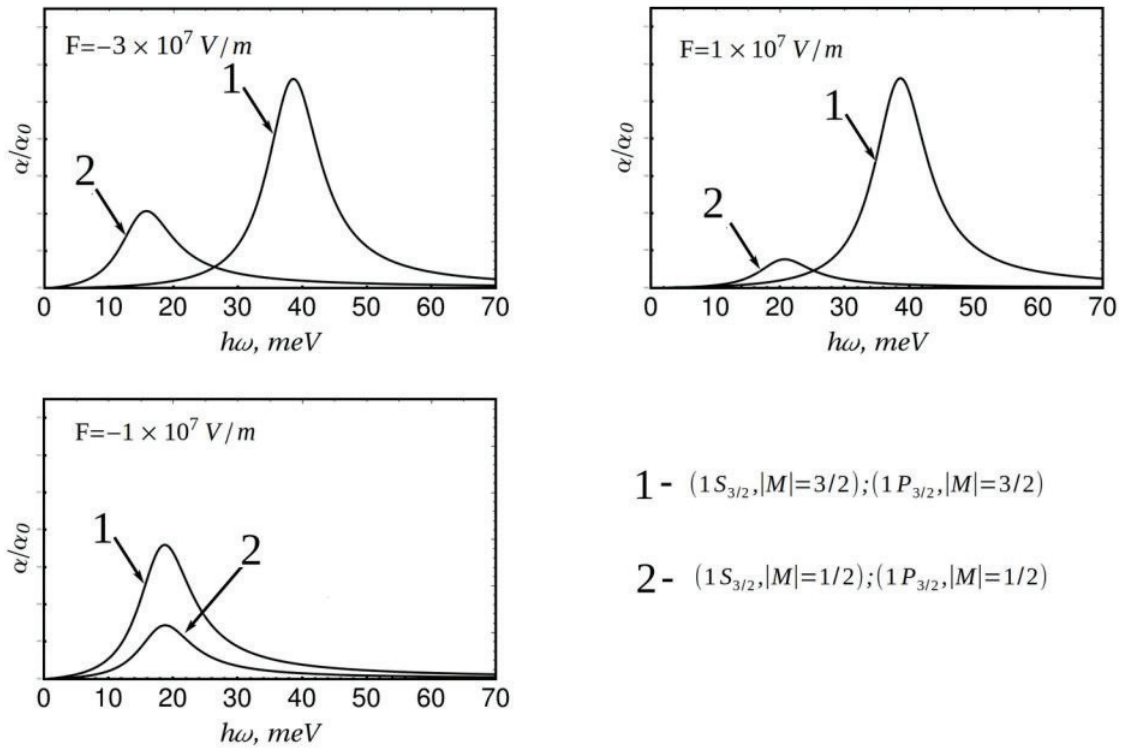 F=−3 × 10⁷ V/m
1
2
α/α₀
0 10 20 30 40 50 60 70
hω, meV
F=1 × 10⁷ V/m
1
2
α/α₀
0 10 20 30 40 50 60 70
hω, meV
F=−1 × 10⁷ V/m
1
2
α/α₀
0 10 20 30 40 50 60 70
hω, meV
1 - (1S₃/₂,|M|=3/2);(1P₃/₂,|M|=3/2)
2 - (1S₃/₂,|M|=1/2);(1P₃/₂,|M|=1/2)